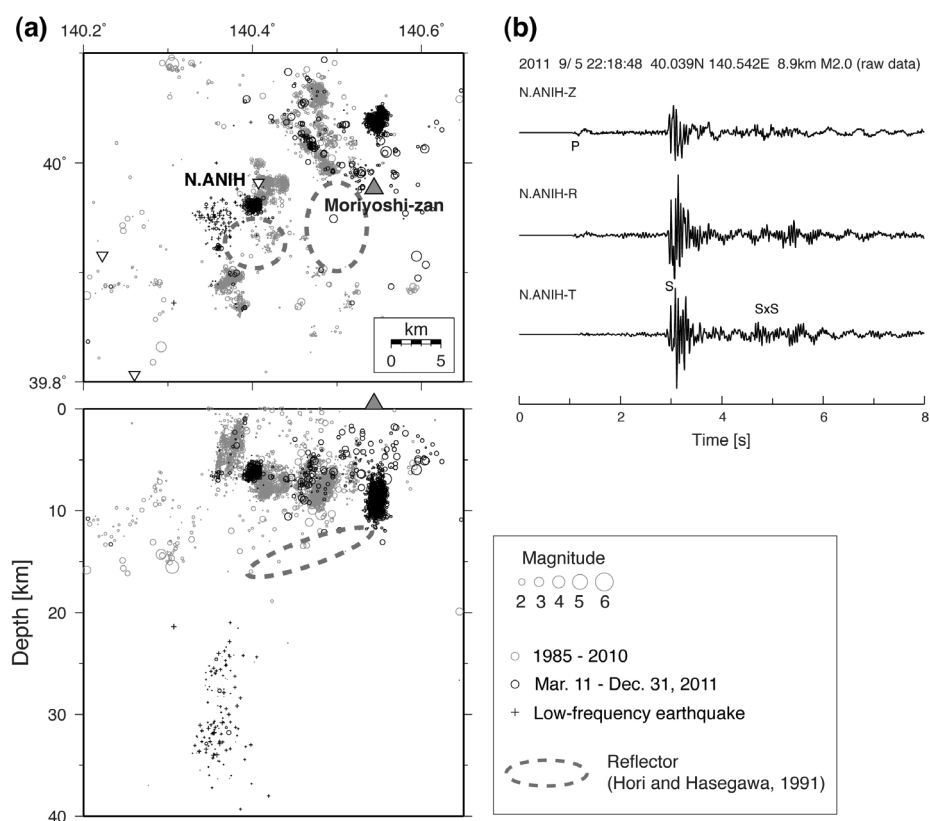 (a)
140.2°
140.4°
140.6°
40°
N.ANIH
Moriyoshi-zan
km
0
5
39.8°
0
10
20
30
40
Depth [km]
(b)
2011 9/ 5 22:18:48 40.039N 140.542E 8.9km M2.0 (raw data)
N.ANIH-Z
P
N.ANIH-R
S
N.ANIH-T
SxS
0
2
4
6
8
Time [s]
Magnitude
2 3 4 5 6
1985 - 2010
Mar. 11 - Dec. 31, 2011
Low-frequency earthquake
Reflector
(Hori and Hasegawa, 1991)